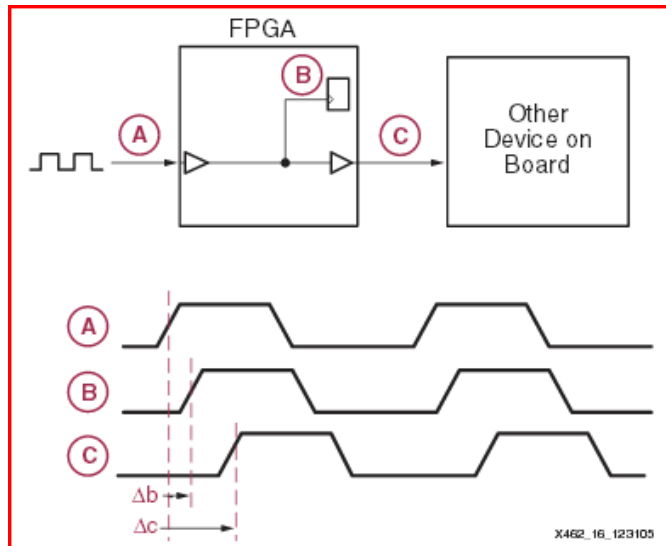 FPGA
B
A
C
Other
Device on
Board
A
B
C
Δb
Δc
X462_16_123105